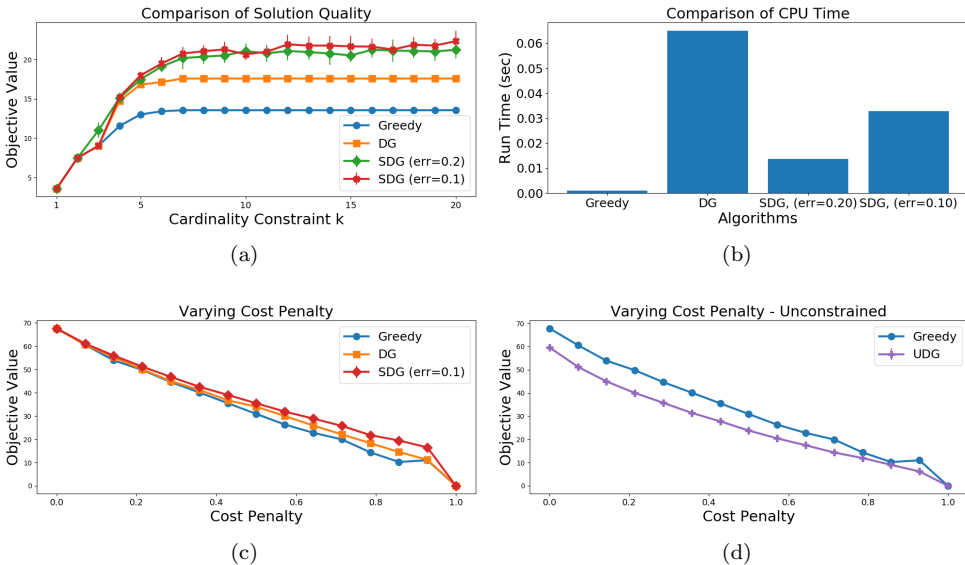 Comparison of Solution Quality
Objective Value
20
15
10
5
Greedy
DG
SDG (err=0.2)
SDG (err=0.1)
1
5
10
15
20
Cardinality Constraint k
(a)
Comparison of CPU Time
Run Time (sec)
0.06
0.05
0.04
0.03
0.02
0.01
0.00
Greedy
DG
SDG, (err=0.20)
SDG, (err=0.10)
Algorithms
(b)
Varying Cost Penalty
Objective Value
70
60
50
40
30
20
10
0
Greedy
DG
SDG (err=0.1)
0.0
0.2
0.4
0.6
0.8
1.0
Cost Penalty
(c)
Varying Cost Penalty - Unconstrained
Objective Value
70
60
50
40
30
20
10
0
Greedy
UDG
0.0
0.2
0.4
0.6
0.8
1.0
Cost Penalty
(d)